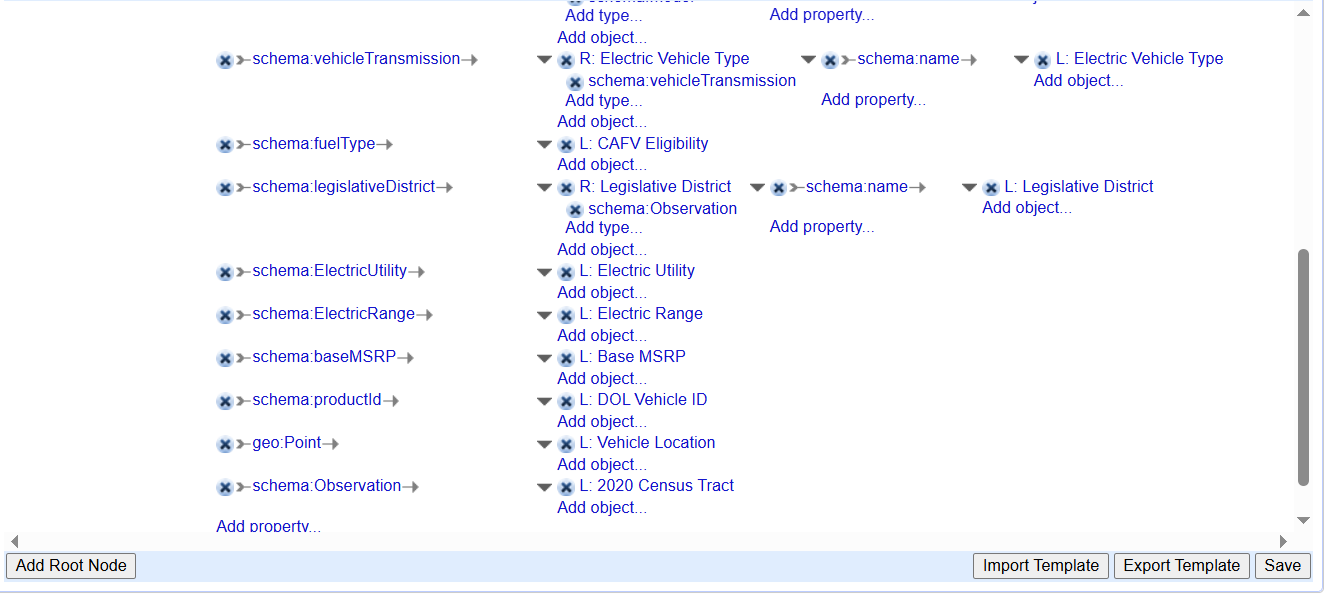 Add type... Add property...
Add object...
schema:vehicleTransmission R: Electric Vehicle Type schema:name L: Electric Vehicle Type
schema:vehicleTransmission Add object...
Add type... Add property...
Add object...
schema:fuelType L: CAFV Eligibility
Add object...
schema:legislativeDistrict R: Legislative District schema:name L: Legislative District
schema:Observation Add object...
Add type... Add property...
Add object...
schema:ElectricUtility L: Electric Utility
Add object...
schema:ElectricRange L: Electric Range
Add object...
schema:baseMSRP L: Base MSRP
Add object...
schema:productId L: DOL Vehicle ID
Add object...
geo:Point L: Vehicle Location
Add object...
schema:Observation L: 2020 Census Tract
Add object...
Add property...
Add Root Node Import Template Export Template Save